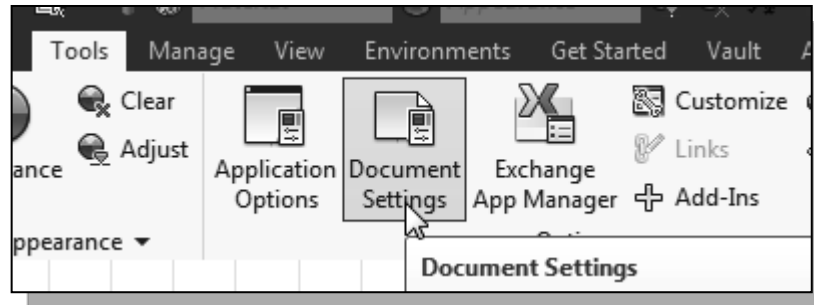 Tools Manage View Environments Get Started Vault
Clear
Adjust
ance
Application Options
Document Settings
Exchange App Manager
Customize
Links
Add-Ins
ppearance
Document Settings